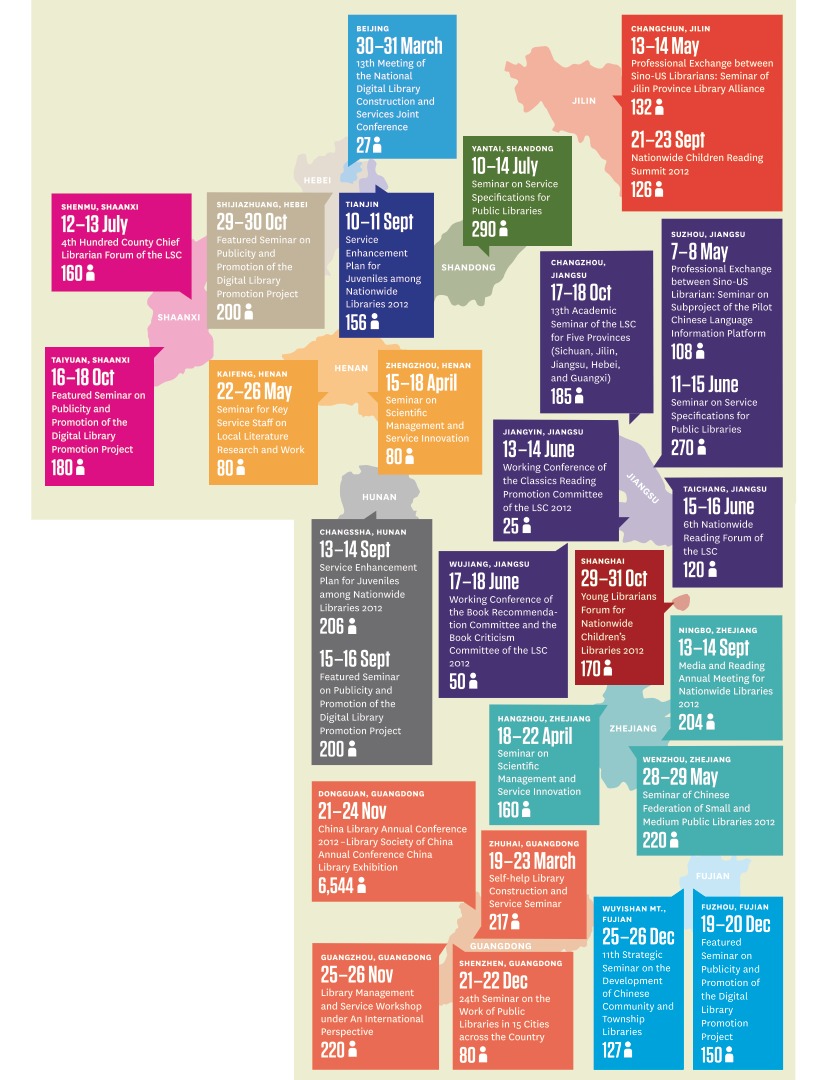 BEIJING
30–31 March
13th Meeting of
the National
Digital Library
Construction and
Services Joint
Conference
27
CHANGCHUN, JILIN
13–14 May
Professional Exchange between
Sino-US Librarians: Seminar of
Jilin Province Library Alliance
132
21–23 Sept
Nationwide Children Reading
Summit 2012
126
JILIN
HEBEI
YANTAI, SHANDONG
10–14 July
Seminar on Service
Specifications for
Public Libraries
290
SHANDONG
SHENMU, SHAANXI
12–13 July
4th Hundred County Chief
Librarian Forum of the LSC
160
SHAANXI
SHIJIAZHUANG, HEBEI
29–30 Oct
Featured Seminar on
Publicity and
Promotion of the
Digital Library
Promotion Project
200
TIANJIN
10–11 Sept
Service
Enhancement
Plan for
Juveniles among
Nationwide
Libraries 2012
156
CHANGZHOU,
JIANGSU
17–18 Oct
13th Academic
Seminar of the LSC
for Five Provinces
(Sichuan, Jilin,
Jiangsu, Hebei,
and Guangxi)
185
SUZHOU, JIANGSU
7–8 May
Professional Exchange
between Sino-US
Librarian: Seminar on
Subproject of the Pilot
Chinese Language
Information Platform
108
11–15 June
Seminar on Service
Specifications for
Public Libraries
270
TAIYUAN, SHAANXI
16–18 Oct
Featured Seminar on
Publicity and
Promotion of the
Digital Library
Promotion Project
180
KAIFENG, HENAN
22–26 May
Seminar for Key
Service Staff on
Local Literature
Research and Work
80
HENAN
ZHENGZHOU, HENAN
15–18 April
Seminar on
Scientific
Management and
Service Innovation
80
JIANGYIN, JIANGSU
13–14 June
Working Conference of
the Classics Reading
Promotion Committee
of the LSC 2012
25
JIANGSU
TAICHANG, JIANGSU
15–16 June
6th Nationwide
Reading Forum of
the LSC
120
HUNAN
CHANGSSHA, HUNAN
13–14 Sept
Service Enhancement
Plan for Juveniles
among Nationwide
Libraries 2012
206
15–16 Sept
Featured Seminar
on Publicity and
Promotion of the
Digital Library
Promotion Project
200
WUJIANG, JIANGSU
17–18 June
Working Conference of
the Book Recommenda-
tion Committee and the
Book Criticism
Committee of the LSC
2012
50
SHANGHAI
29–31 Oct
Young Librarians
Forum for
Nationwide
Children's
Libraries 2012
170
NINGBO, ZHEJIANG
13–14 Sept
Media and Reading
Annual Meeting for
Nationwide Libraries
2012
204
HANGZHOU, ZHEJIANG
18–22 April
Seminar on
Scientific
Management and
Service Innovation
160
ZHEJIANG
WENZHOU, ZHEJIANG
28–29 May
Seminar of Chinese
Federation of Small and
Medium Public Libraries 2012
220
DONGGUAN, GUANGDONG
21–24 Nov
China Library Annual Conference
2012 –Library Society of China
Annual Conference China
Library Exhibition
6,544
ZHUHAI, GUANGDONG
19–23 March
Self-help Library
Construction and
Service Seminar
217
FUJIAN
GUANGDONG
WUYISHAN MT.,
FUJIAN
25–26 Dec
11th Strategic
Seminar on the
Development
of Chinese
Community and
Township
Libraries
127
FUZHOU, FUJIAN
19–20 Dec
Featured
Seminar on
Publicity and
Promotion of
the Digital
Library
Promotion
Project
150
GUANGZHOU, GUANGDONG
25–26 Nov
Library Management
and Service Workshop
under An International
Perspective
220
SHENZHEN, GUANGDONG
21–22 Dec
24th Seminar on the
Work of Public
Libraries in 15 Cities
across the Country
80